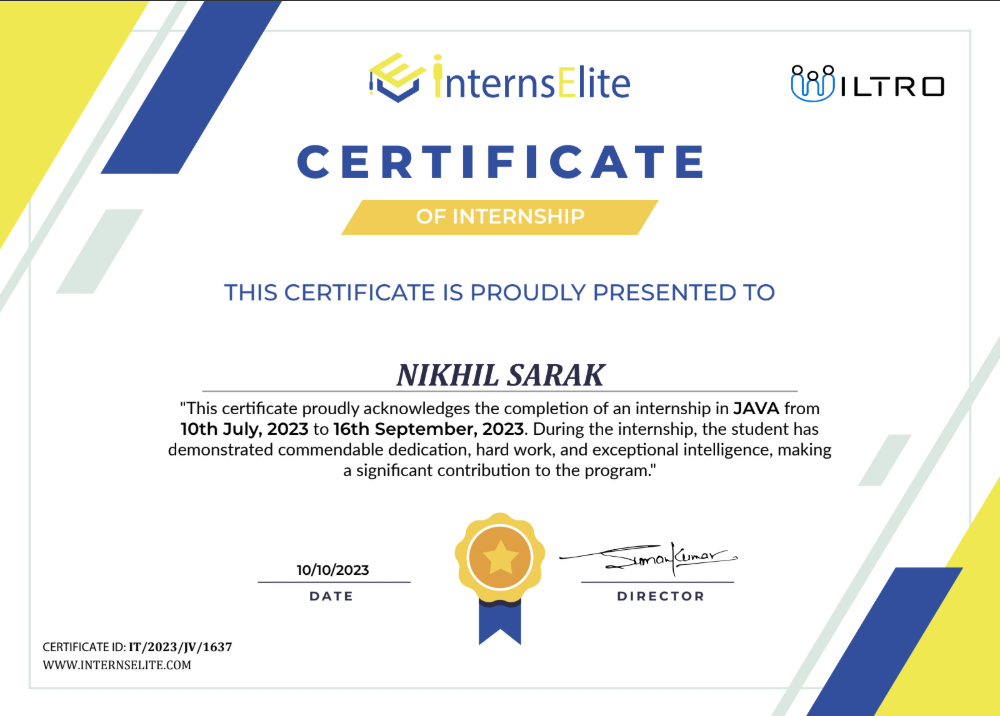 internsElite
WILTRO
CERTIFICATE
OF INTERNSHIP
THIS CERTIFICATE IS PROUDLY PRESENTED TO
NIKHIL SARAK
"This certificate proudly acknowledges the completion of an internship in JAVA from
10th July, 2023 to 16th September, 2023. During the internship, the student has
demonstrated commendable dedication, hard work, and exceptional intelligence, making
a significant contribution to the program."
10/10/2023
DATE
SumanKumar
DIRECTOR
CERTIFICATE ID: IT/2023/JV/1637
WWW.INTERNSELITE.COM